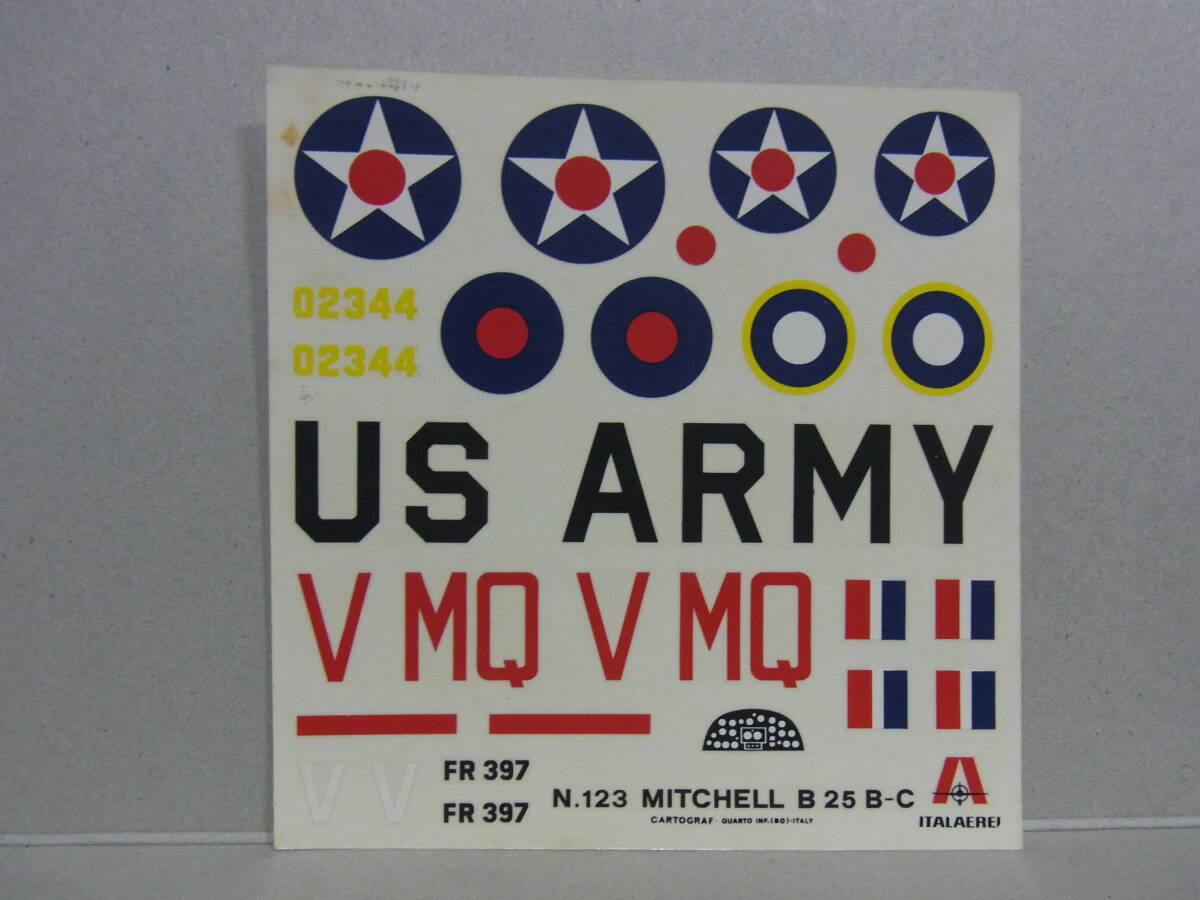 02344
02344
US ARMY
V MQ V MQ
V V
FR 397
FR 397
N.123 MITCHELL B 25 B-C
CARTOGRAF - QUARTO INF. (BO)-ITALY
ITALAEREI